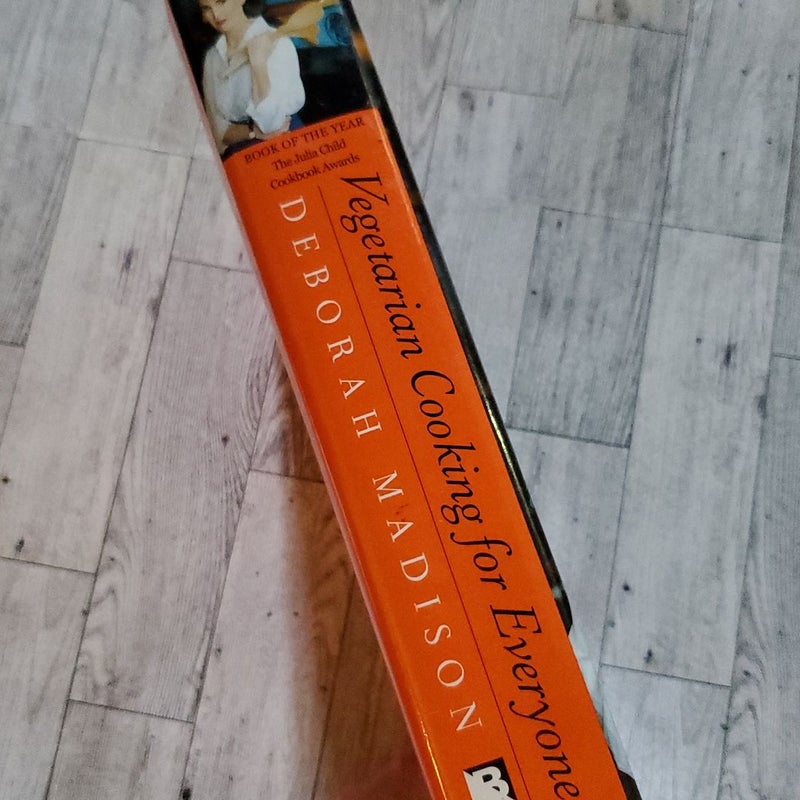 BOOK OF THE YEAR
The Julia Child
Cookbook Awards
Vegetarian Cooking for Everyone
DEBORAH MADISON